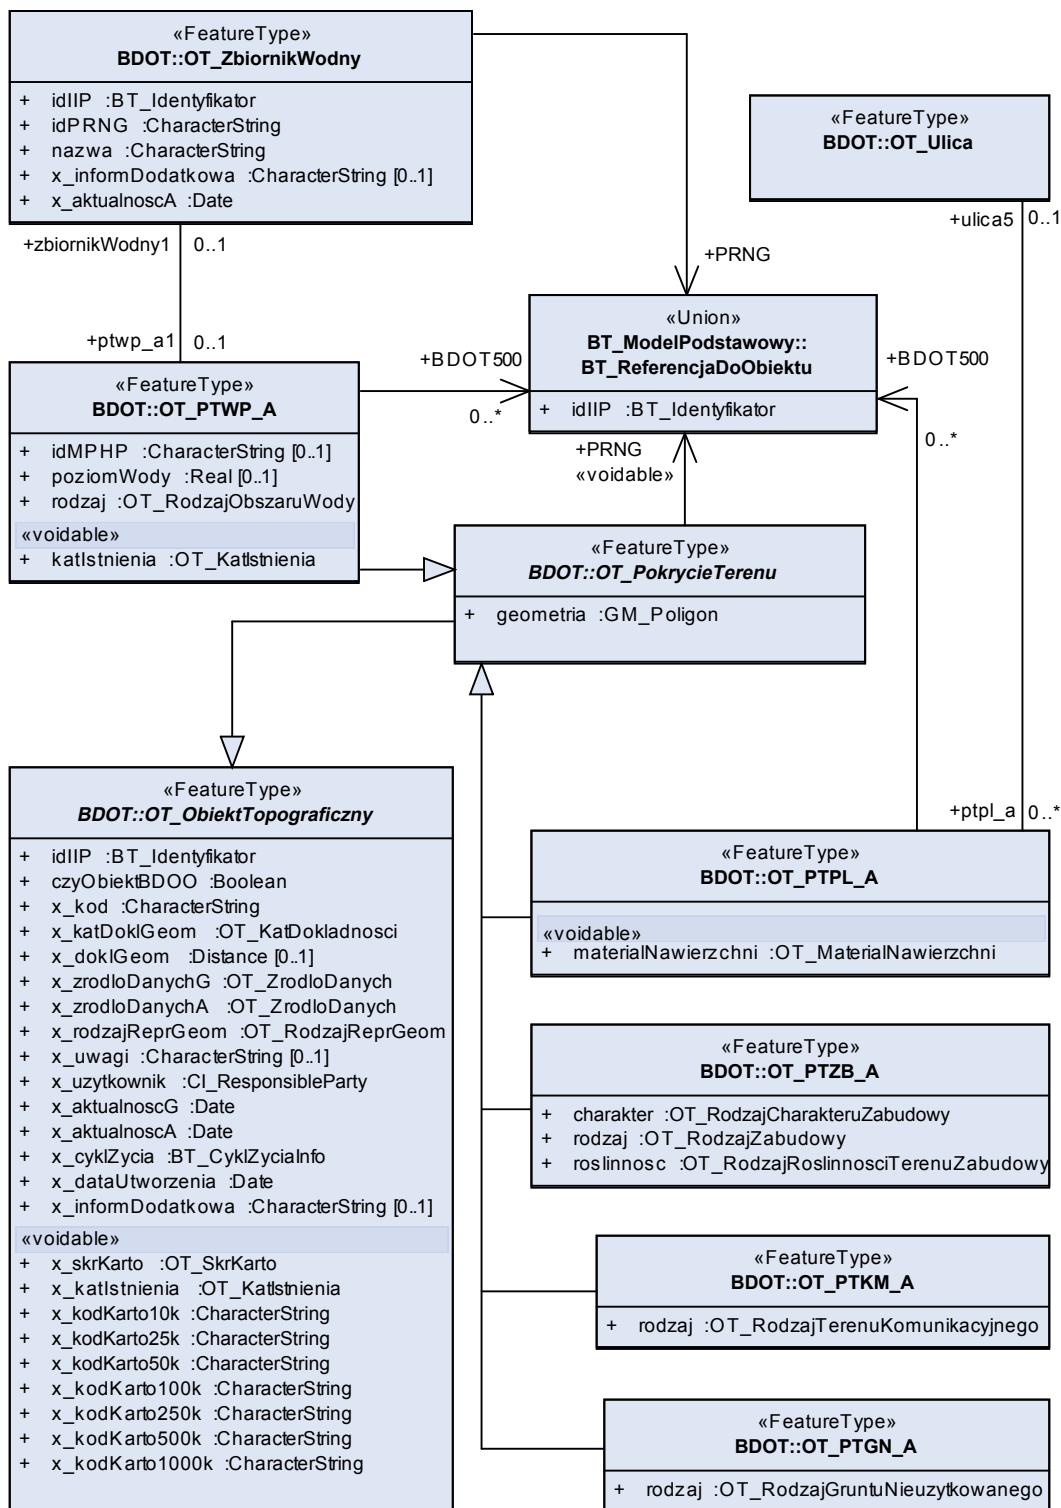 «FeatureType»
BDOT::OT_ZbiornikWodny
+ idIIP :BT_Identyfikator
+ idPRNG :CharacterString
+ nazwa :CharacterString
+ x_informDodatkowa :CharacterString [0..1]
+ x_aktualnoscA :Date
«FeatureType»
BDOT::OT_Ulica
+zbiornikWodny1 0..1
+ulica5 0..1
+PRNG
+ptwp_a1 0..1
«Union»
BT_ModelPodstawowy::
BT_ReferencjaDoObiektu
+ idIIP :BT_Identyfikator
+BDOT500
0..*
+BDOT500
0..*
«FeatureType»
BDOT::OT_PTWP_A
+ idMPHP :CharacterString [0..1]
+ poziomWody :Real [0..1]
+ rodzaj :OT_RodzajObszaruWody
«voidable»
+ katIstnienia :OT_KatIstnienia
+PRNG
«voidable»
«FeatureType»
BDOT::OT_PokrycieTerenu
+ geometria :GM_Poligon
«FeatureType»
BDOT::OT_ObiektTopograficzny
+ idIIP :BT_Identyfikator
+ czyObiektBDOO :Boolean
+ x_kod :CharacterString
+ x_katDoklGeom :OT_KatDokladnosci
+ x_doklGeom :Distance [0..1]
+ x_zrodloDanychG :OT_ZrodloDanych
+ x_zrodloDanychA :OT_ZrodloDanych
+ x_rodzajReprGeom :OT_RodzajReprGeom
+ x_uwagi :CharacterString [0..1]
+ x_uzytkownik :CI_ResponsibleParty
+ x_aktualnoscG :Date
+ x_aktualnoscA :Date
+ x_cyklZycia :BT_CyklZyciaInfo
+ x_dataUtworzenia :Date
+ x_informDodatkowa :CharacterString [0..1]
«voidable»
+ x_skrKarto :OT_SkrKarto
+ x_katIstnienia :OT_KatIstnienia
+ x_kodKarto10k :CharacterString
+ x_kodKarto25k :CharacterString
+ x_kodKarto50k :CharacterString
+ x_kodKarto100k :CharacterString
+ x_kodKarto250k :CharacterString
+ x_kodKarto500k :CharacterString
+ x_kodKarto1000k :CharacterString
+ptpl_a 0..*
«FeatureType»
BDOT::OT_PTPL_A
«voidable»
+ materialNawierzchni :OT_MaterialNawierzchni
«FeatureType»
BDOT::OT_PTZB_A
+ charakter :OT_RodzajCharakteruZabudowy
+ rodzaj :OT_RodzajZabudowy
+ roslinnosc :OT_RodzajRoslinnosciTerenuZabudowy
«FeatureType»
BDOT::OT_PTKM_A
+ rodzaj :OT_RodzajTerenuKomunikacyjnego
«FeatureType»
BDOT::OT_PTGN_A
+ rodzaj :OT_RodzajGruntuNieuzytkowanego